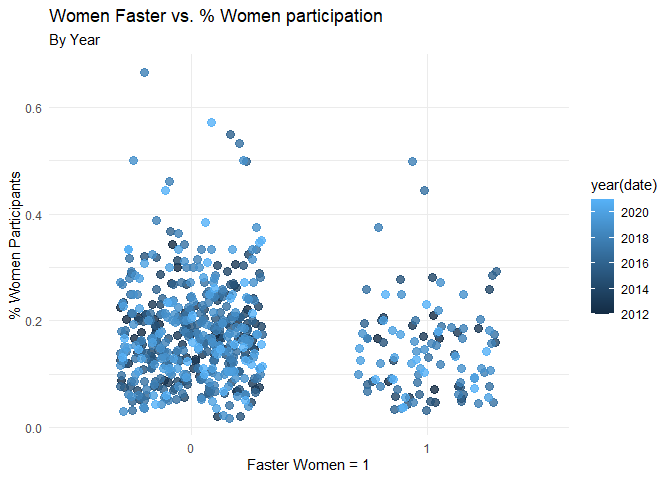 Women Faster vs. % Women participation
By Year
% Women Participants
0.6
0.4
0.2
0.0
0
1
Faster Women = 1
year(date)
2020
2018
2016
2014
2012